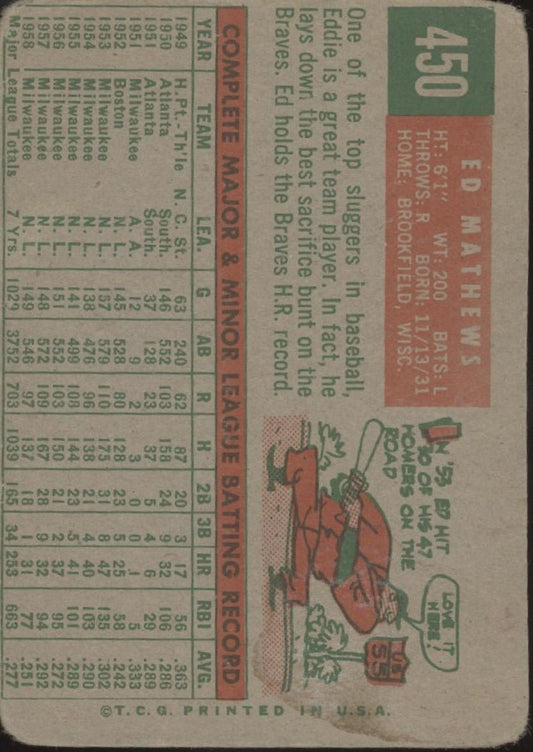 450
ED MATHEWS
HT: 6'1" WT: 200 BATS: L
THROWS: R BORN: 11/13/31
HOME: BROOKFIELD, WISC.
One of the top sluggers in baseball,
Eddie is a great team player. In fact, he
lays down the best sacrifice bunt on the
Braves. Ed holds the Braves H.R. record.
IN '53 ED HIT
30 OF HIS 47
HOMERS ON THE
ROAD
LOVE IT
HERE!
US
55
COMPLETE MAJOR & MINOR LEAGUE BATTING RECORD
YEAR TEAM LEA. G AB R H 2B 3B HR RBI AVG.
1949 H. Pt.-Th'le N. C. St. 63 240 62 87 20 3 17 56 .363
1950 Atlanta South. 146 552 103 158 24 9 32 106 .286
1951 Atlanta South. 37 128 23 37 5 4 6 29 .289
1951 Milwaukee A. A. 12 9 2 3 0 0 1 5 .333
1952 Boston N. L. 145 528 80 128 23 5 25 58 .242
1953 Milwaukee N. L. 157 579 110 175 31 8 47 135 .302
1954 Milwaukee N. L. 138 476 96 138 21 4 40 103 .290
1955 Milwaukee N. L. 141 499 108 144 23 5 41 101 .289
1956 Milwaukee N. L. 151 552 103 150 21 2 37 95 .272
1957 Milwaukee N. L. 148 572 109 167 28 9 32 94 .292
1958 Milwaukee N. L. 149 546 97 137 18 1 31 77 .251
Major League Totals 7 Yrs 1029 3752 703 1039 165 34 253 663 .277
©T.C.G. PRINTED IN U.S.A.